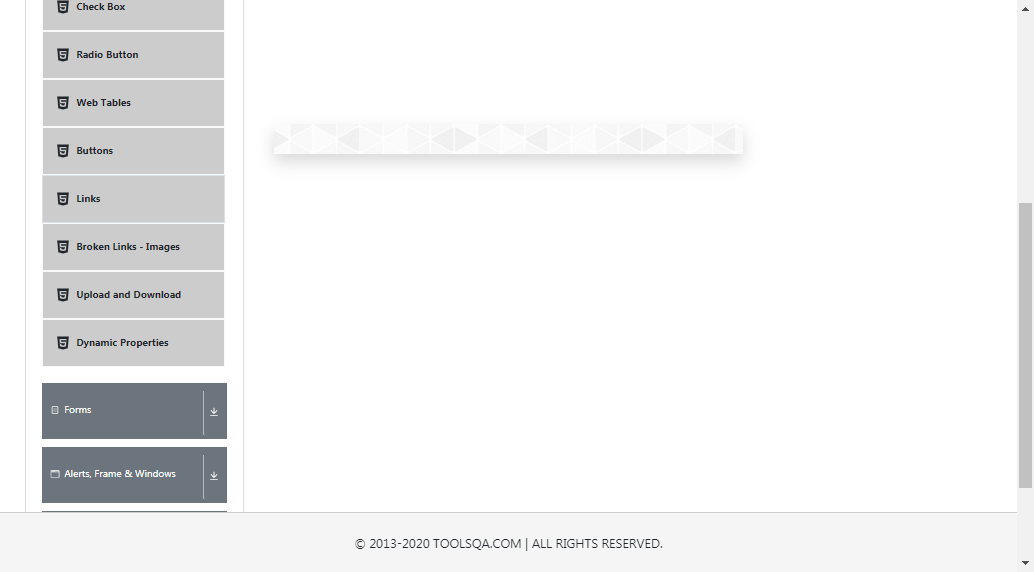 Check Box
Radio Button
Web Tables
Buttons
Links
Broken Links - Images
Upload and Download
Dynamic Properties
Forms
Alerts, Frame & Windows
© 2013-2020 TOOLSQA.COM | ALL RIGHTS RESERVED.